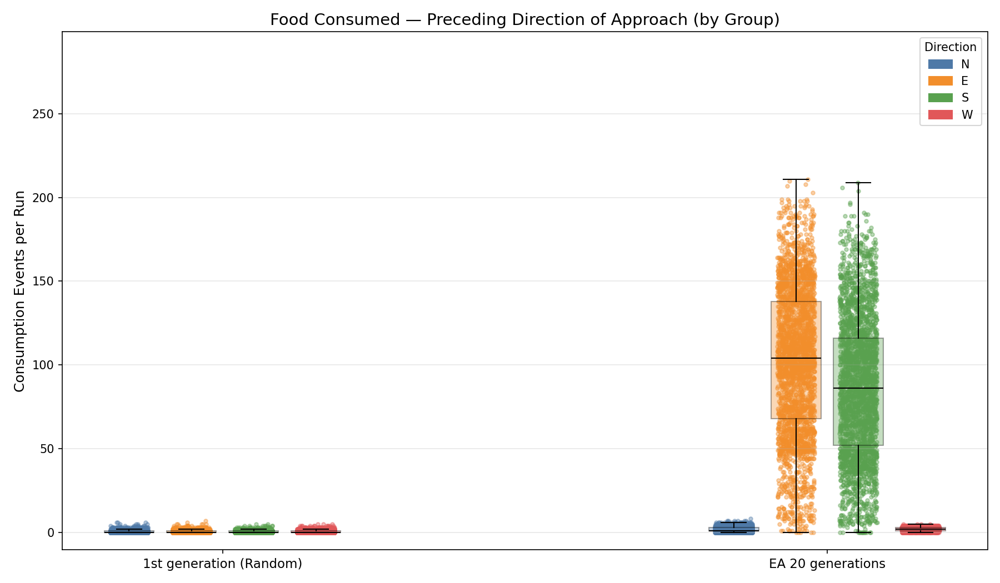 Food Consumed — Preceding Direction of Approach (by Group)
Direction
N
E
S
W
Consumption Events per Run
250
200
150
100
50
0
1st generation (Random)
EA 20 generations